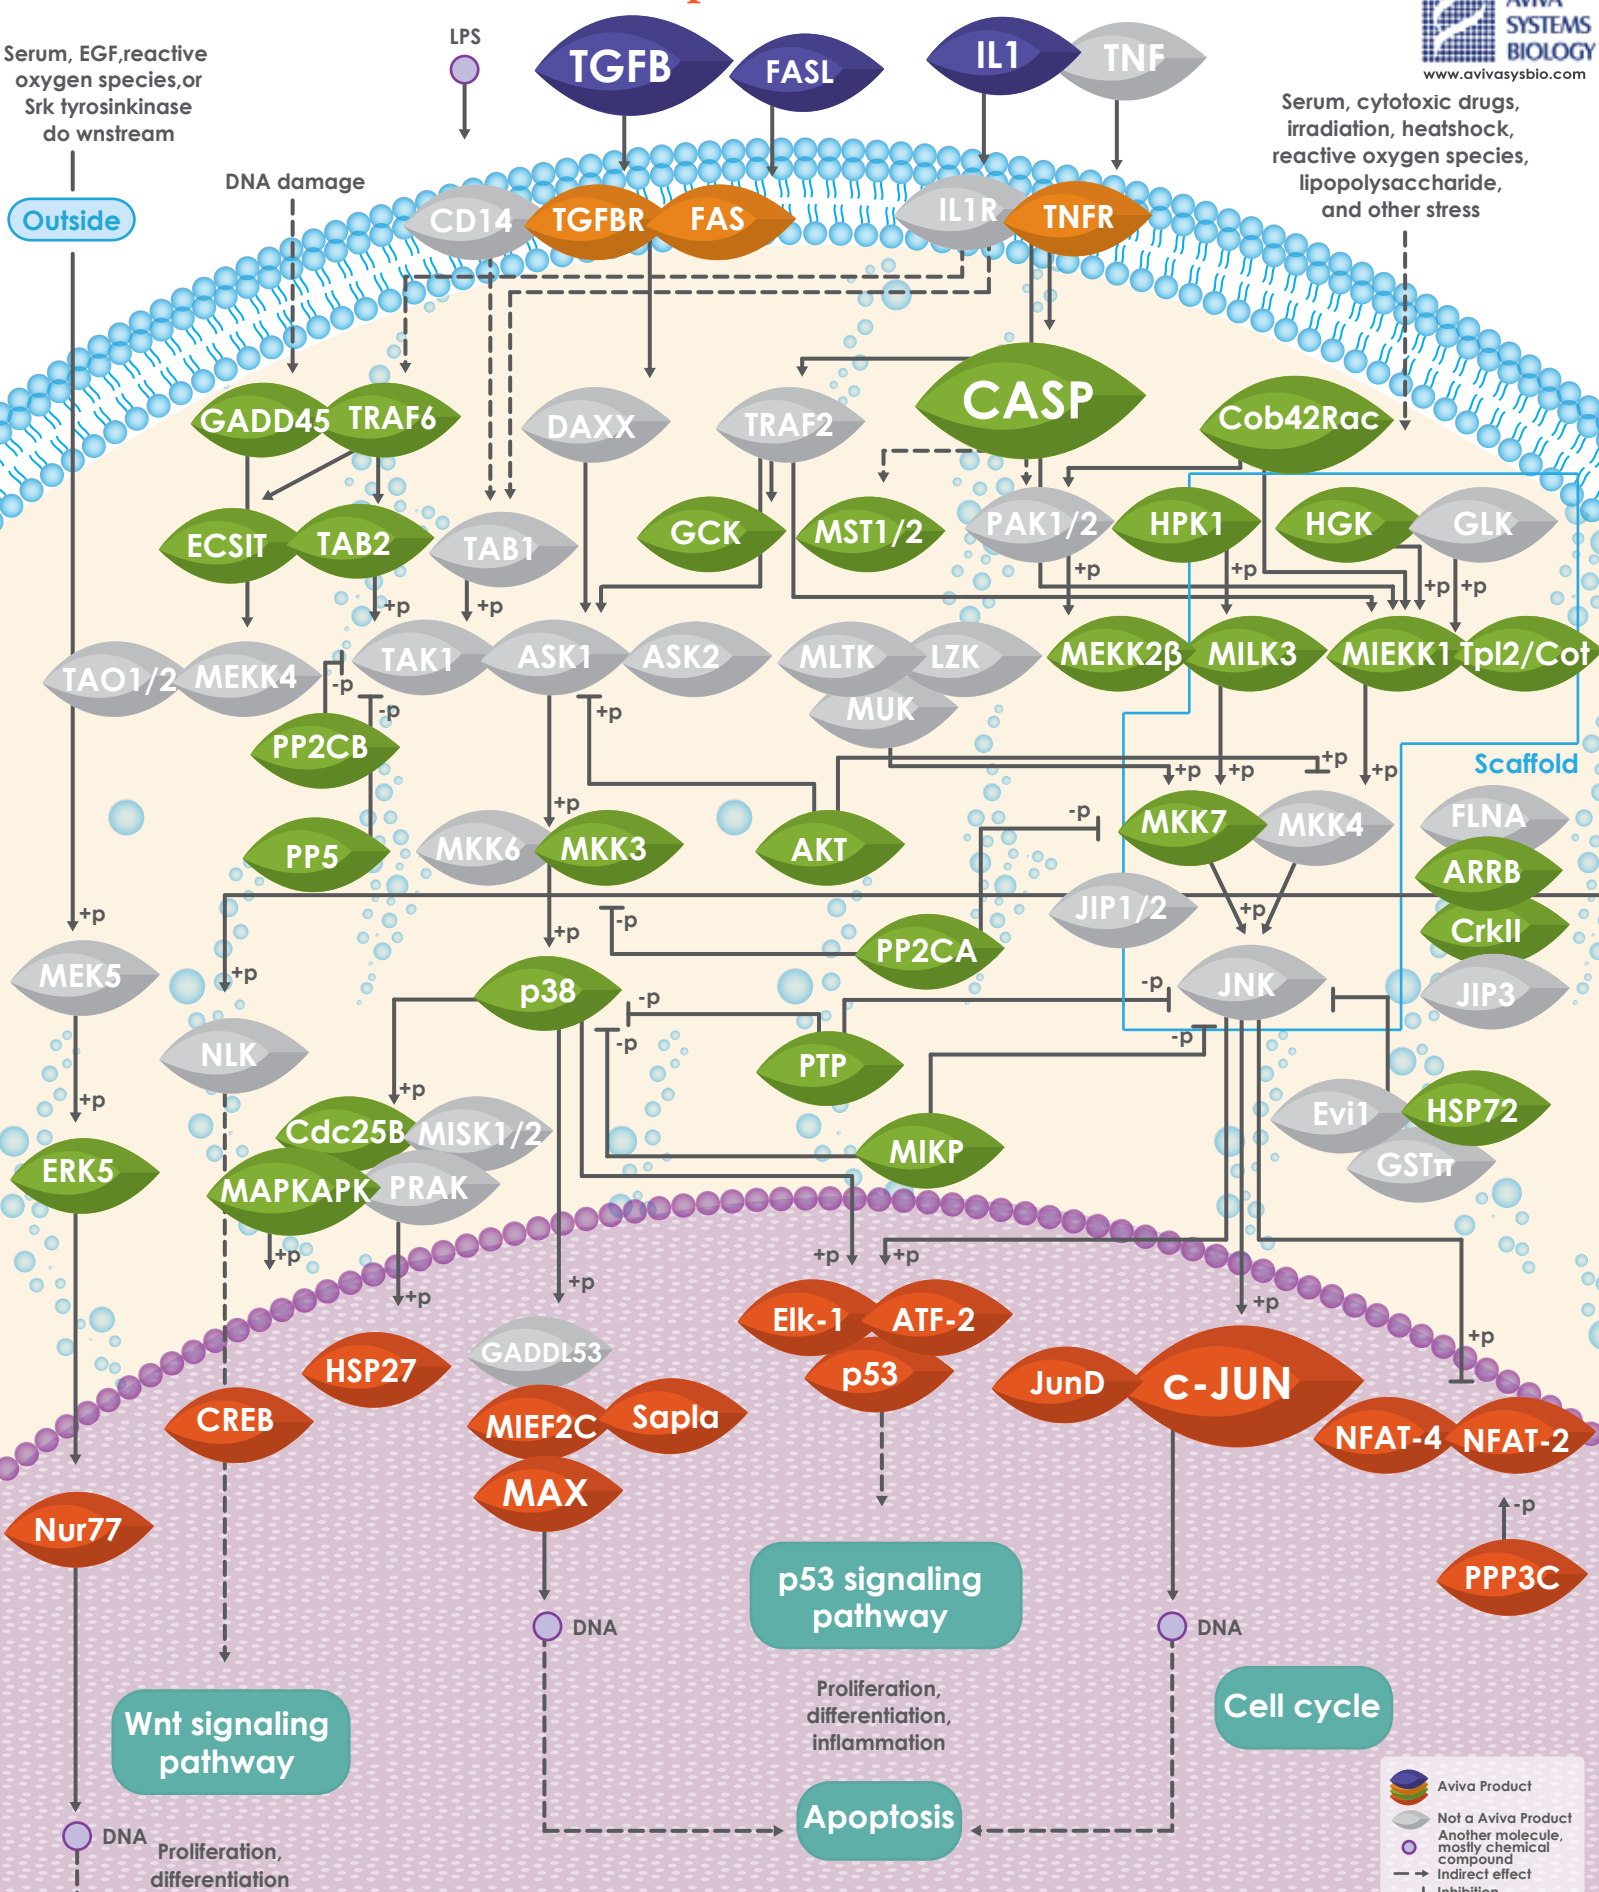 AVIVA
SYSTEMS
BIOLOGY
www.avivasysbio.com
Serum, EGF,reactive
oxygen species,or
Srk tyrosinkinase
do wnstream
LPS
TGFB
FASL
IL1
TNF
Serum, cytotoxic drugs,
irradiation, heatshock,
reactive oxygen species,
lipopolysaccharide,
and other stress
DNA damage
Outside
CD14
TGFBR
FAS
IL1R
TNFR
GADD45
TRAF6
DAXX
TRAF2
CASP
Cob42Rac
ECSIT
TAB2
TAB1
GCK
MST1/2
PAK1/2
HPK1
HGK
GLK
+p
+p
+p
+p
+p
+p
TAO1/2
MEKK4
TAK1
ASK1
ASK2
MLTK
LZK
MUK
MEKK2β
MILK3
MIEKK1
Tpl2/Cot
-p
-p
+p
PP2CB
+p
+p
+p
+p
Scaffold
PP5
MKK6
+p
MKK3
AKT
-p
MKK7
MKK4
FLNA
ARRB
CrkII
JIP3
+p
+p
-p
PP2CA
JIP1/2
+p
MEK5
+p
p38
-p
-p
-p
-p
JNK
NLK
PTP
+p
+p
Cdc25B
MISK1/2
MAPKAPK
PRAK
ERK5
MIKP
Evi1
HSP72
GSTπ
+p
+p
+p
+p
+p
+p
+p
HSP27
GADDL53
Elk-1
ATF-2
p53
JunD
c-JUN
CREB
MIEF2C
Sapla
MAX
NFAT-4
NFAT-2
Nur77
-p
PPP3C
p53 signaling
pathway
DNA
DNA
Wnt signaling
pathway
Proliferation,
differentiation,
inflammation
Cell cycle
Apoptosis
DNA
Proliferation,
differentiation
Aviva Product
Not a Aviva Product
Another molecule,
mostly chemical
compound
Indirect effect
Inhibition